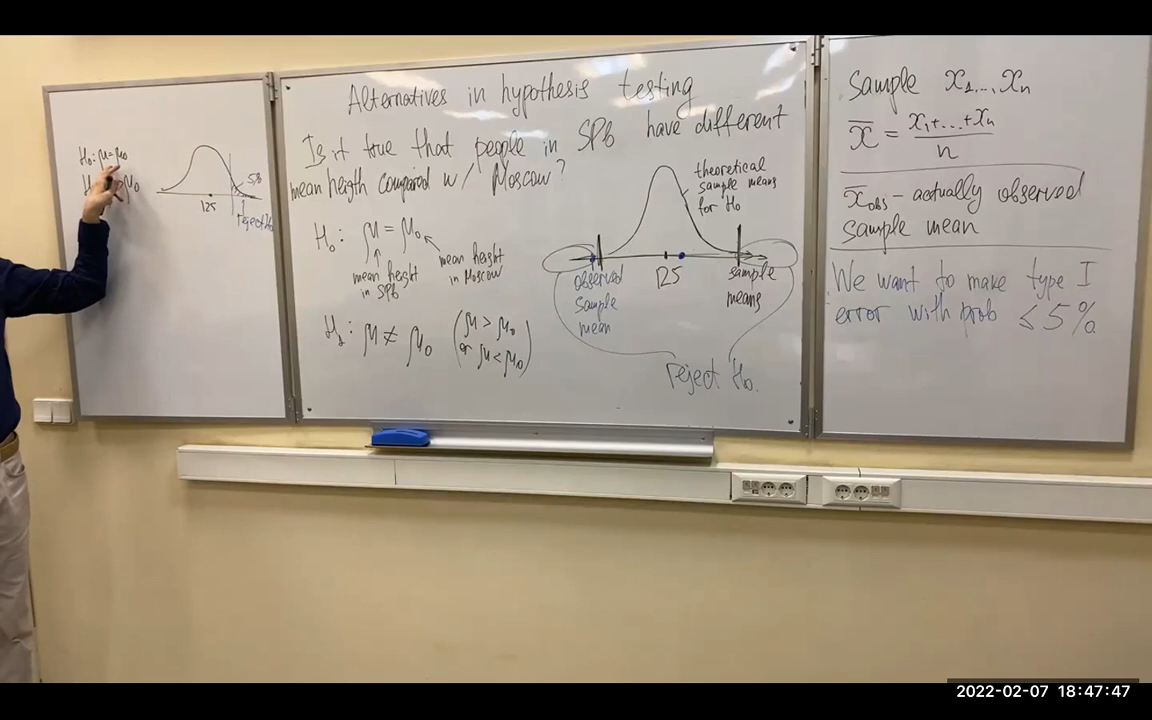 H₀: μ = μ₀
μ₀
5%
125
reject H₀
Alternatives in hypothesis testing
Is it true that people in SPb have different
mean heigth compared w/ Moscow?
H₀: μ = μ₀
mean height
in SPb
mean height
in Moscow
H₁: μ ≠ μ₀ (μ > μ₀
or μ < μ₀)
theoretical
sample means
for H₀
observed
sample
mean
125
sample
means
reject H₀.
Sample x₁,...,xₙ
x̄ = x₁+...+xₙ
n
x̄obs – actually observed
sample mean
We want to make type I
error with prob ≤ 5%
2022-02-07 18:47:47